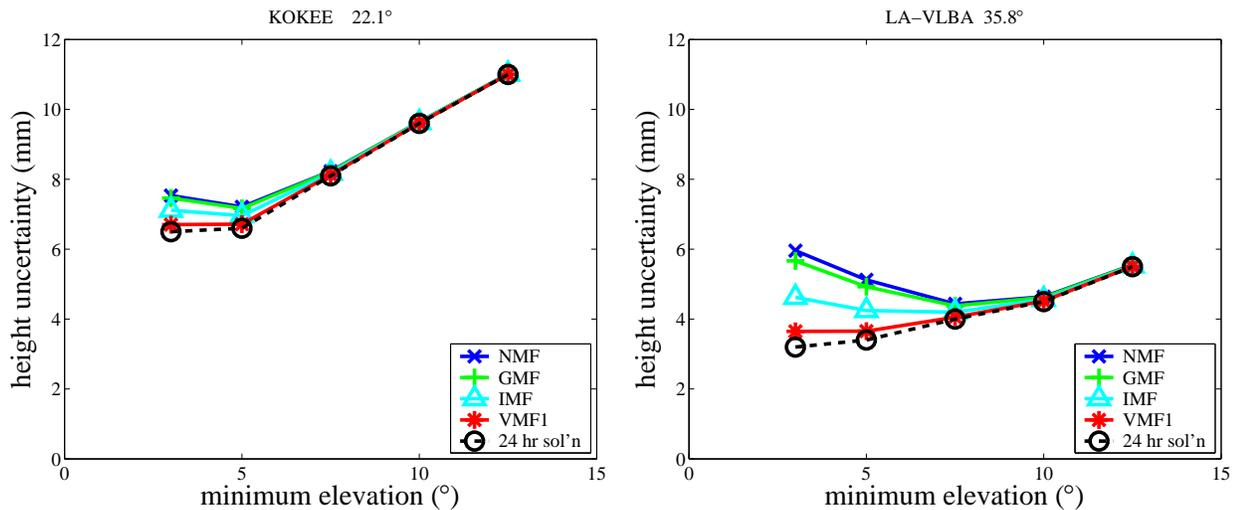 KOKEE 22.1°
12
10
8
6
4
2
0
0 5 10 15
height uncertainty (mm)
minimum elevation (°)
NMF
GMF
IMF
VMF1
24 hr sol'n
LA−VLBA 35.8°
12
10
8
6
4
2
0
0 5 10 15
height uncertainty (mm)
minimum elevation (°)
NMF
GMF
IMF
VMF1
24 hr sol'n